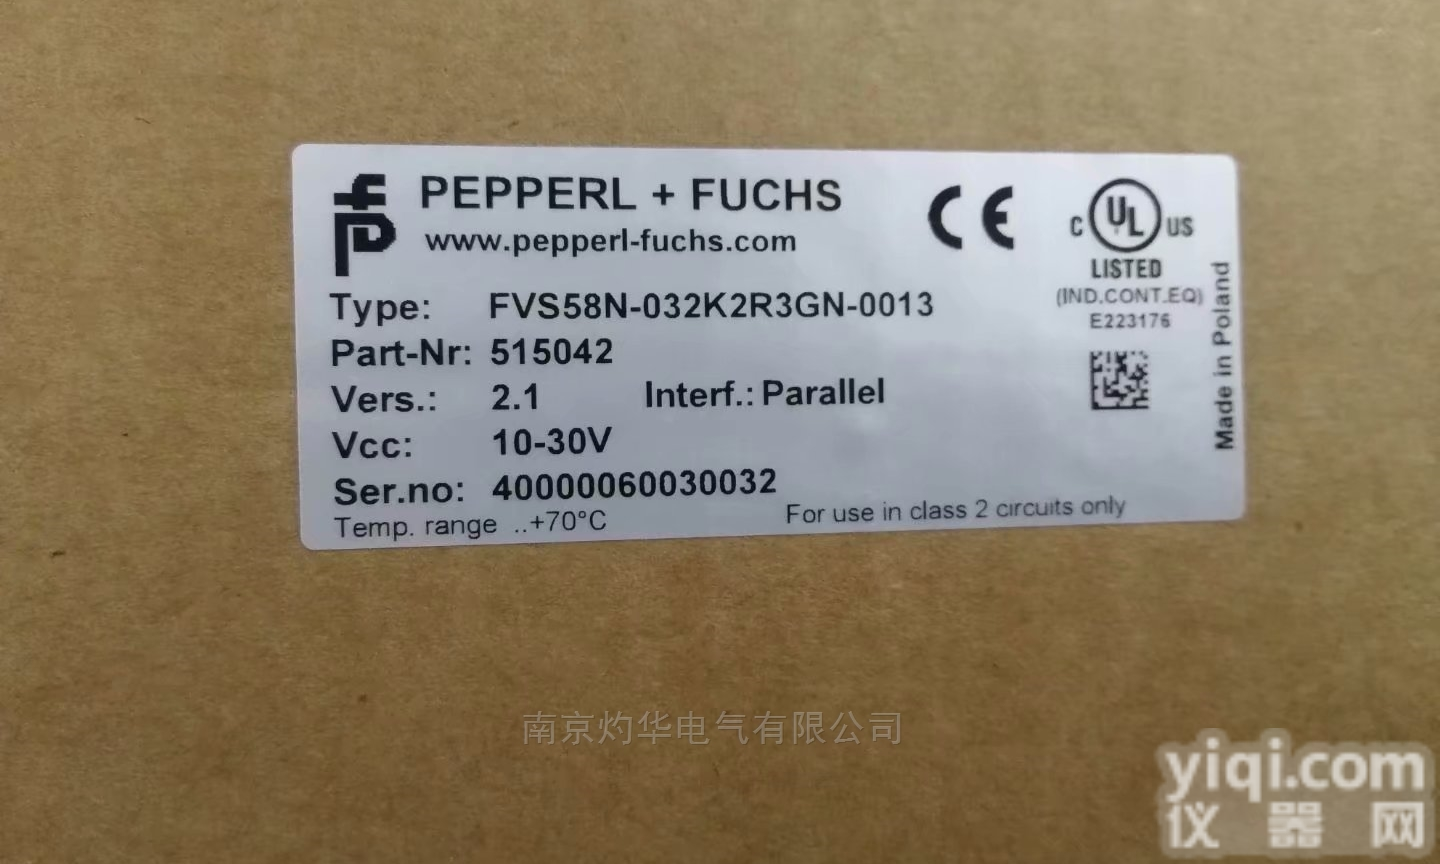 PEPPERL + FUCHS
www.pepperl-fuchs.com
CE
C UL US
LISTED
(IND.CONT.EQ)
E223176
Made in Poland
Type: FVS58N-032K2R3GN-0013
Part-Nr: 515042
Vers.: 2.1 Interf.: Parallel
Vcc: 10-30V
Ser.no: 40000060030032
Temp. range ..+70°C
For use in class 2 circuits only
南京灼华电气有限公司
yiqi.com
仪器网